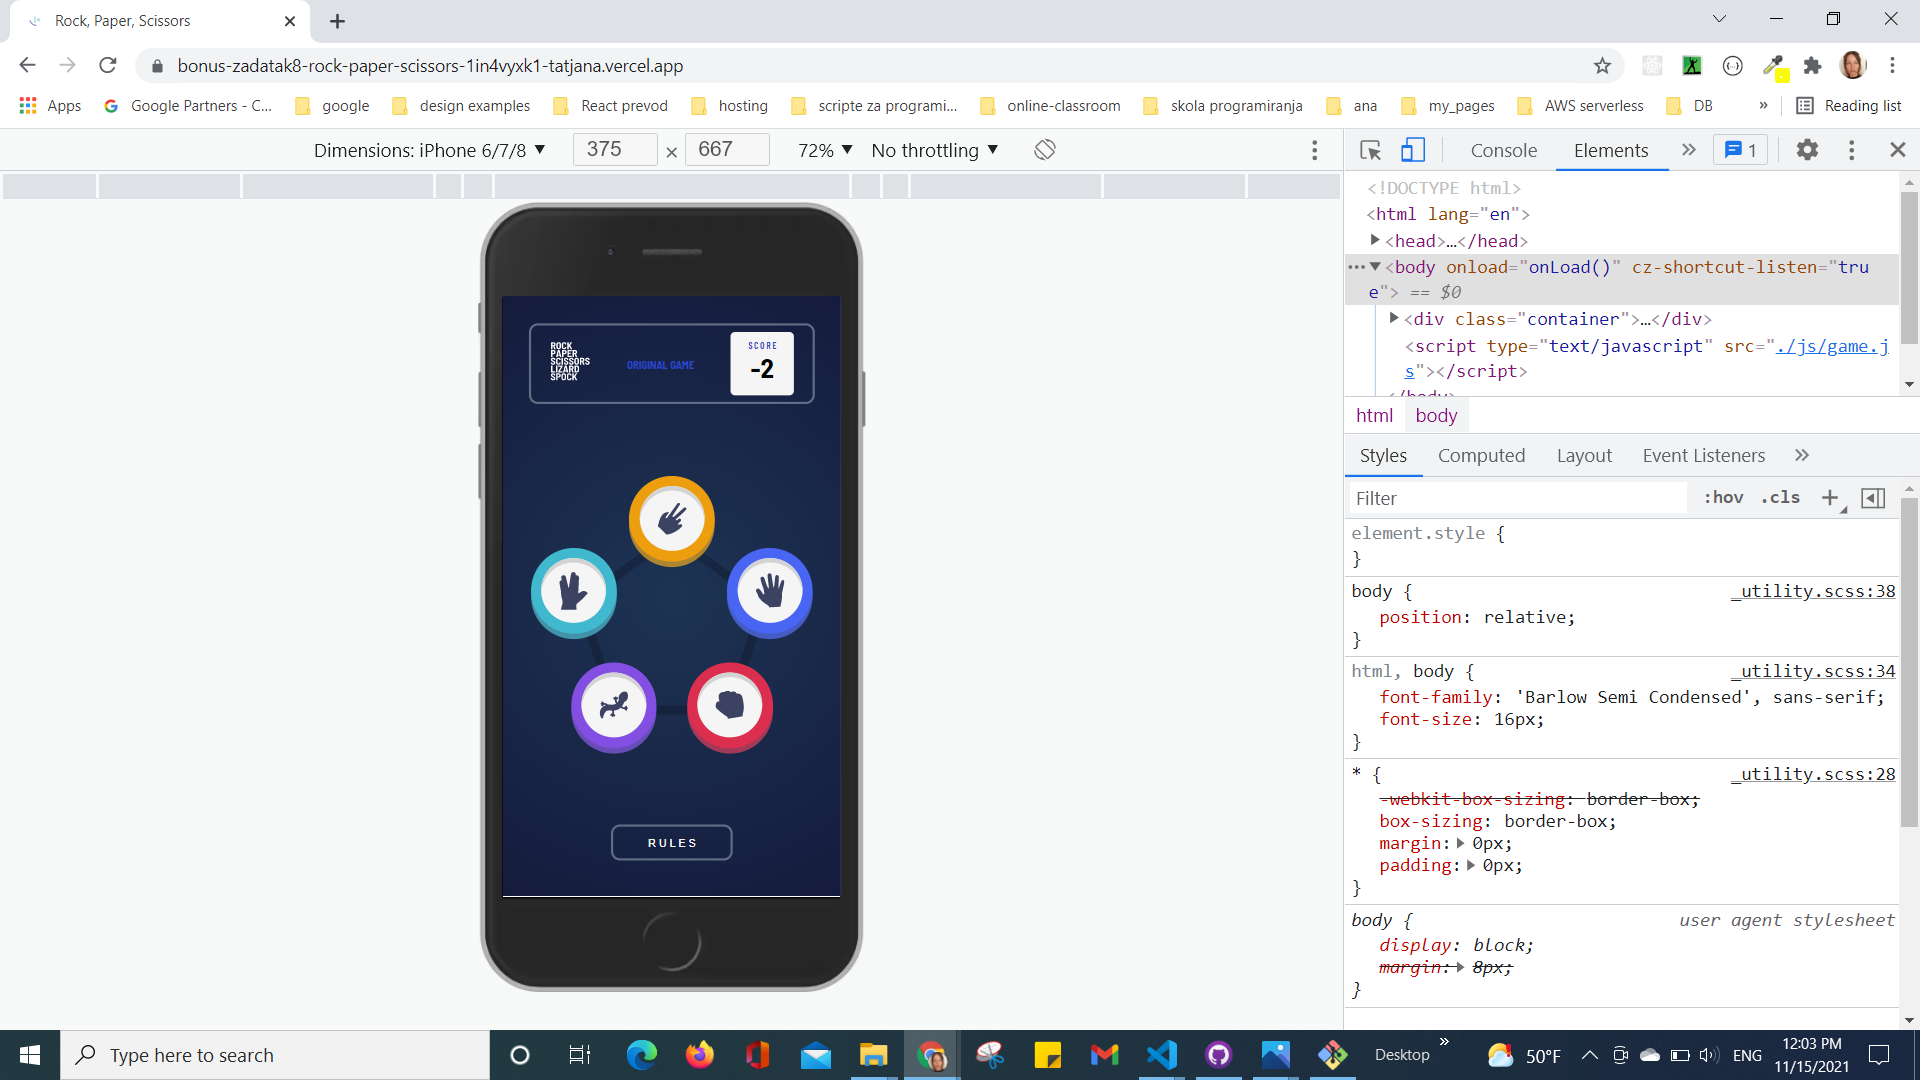 Rock, Paper, Scissors
bonus-zadatak8-rock-paper-scissors-1in4vyxk1-tatjana.vercel.app
Apps
Google Partners - C...
google
design examples
React prevod
hosting
scripte za programi...
online-classroom
skola programiranja
ana
my_pages
AWS serverless
DB
»
Reading list
Dimensions: iPhone 6/7/8
375
×
667
72%
No throttling
Console
Elements
»
1
<!DOCTYPE html>
<html lang="en">
<head>…</head>
<body onload="onLoad()" cz-shortcut-listen="tru
e"> == $0
<div class="container">…</div>
<script type="text/javascript" src="./js/game.j
s"></script>
</body>
html
body
ROCK
PAPER
SCISSORS
LIZARD
SPOCK
ORIGINAL GAME
SCORE
-2
RULES
Styles
Computed
Layout
Event Listeners
»
Filter
:hov
.cls
+
element.style {
}
body {
_utility.scss:38
position: relative;
}
html, body {
_utility.scss:34
font-family: 'Barlow Semi Condensed', sans-serif;
font-size: 16px;
}
* {
_utility.scss:28
-webkit-box-sizing: border-box;
box-sizing: border-box;
margin: 0px;
padding: 0px;
}
body {
user agent stylesheet
display: block;
margin: 8px;
}
Type here to search
Desktop
»
50°F
ENG
12:03 PM
11/15/2021